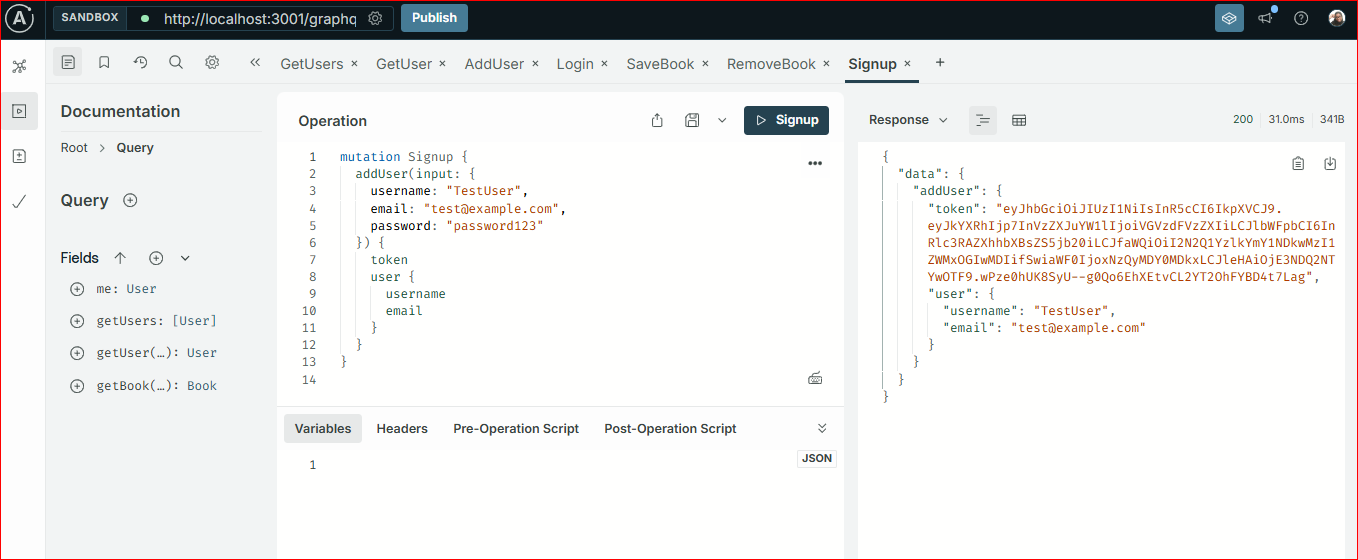 SANDBOX
http://localhost:3001/graphq
Publish
GetUsers ×
GetUser ×
AddUser ×
Login ×
SaveBook ×
RemoveBook ×
Signup ×
+
Documentation
Root > Query
Query
Fields
me: User
getUsers: [User]
getUser(…): User
getBook(…): Book
Operation
Signup
1 mutation Signup {
2 addUser(input: {
3 username: "TestUser",
4 email: "test@example.com",
5 password: "password123"
6 }) {
7 token
8 user {
9 username
10 email
11 }
12 }
13 }
14
Variables
Headers
Pre-Operation Script
Post-Operation Script
1
JSON
Response
200
31.0ms
341B
{
"data": {
"addUser": {
"token": "eyJhbGciOiJIUzI1NiIsInR5cCI6IkpXVCJ9.
eyJkYXRhIjp7InVzZXJuYW1lIjoiVGVzdFVzZXIiLCJlbWFpbCI6In
Rlc3RAZXhhbXBsZS5jb20iLCJfaWQiOiI2N2Q1YzlkYmY1NDkwMzI1
ZWMxOGIwMDIifSwiaWF0IjoxNzQyMDY0MDkxLCJleHAiOjE3NDQ2NT
YwOTF9.wPze0hUK8SyU--g0Qo6EhXEtvCL2YT2OhFYBD4t7Lag",
"user": {
"username": "TestUser",
"email": "test@example.com"
}
}
}
}